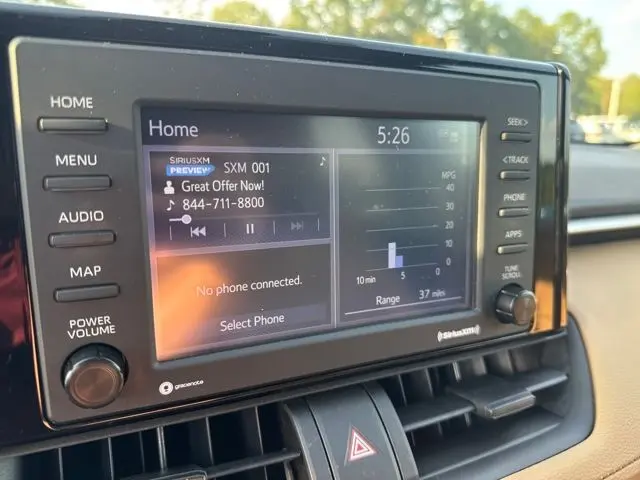 HOME
MENU
AUDIO
MAP
POWER
VOLUME
Home
5:26
SIRIUSXM
PREVIEW
SXM 001
Great Offer Now!
844-711-8800
No phone connected.
Select Phone
MPG
40
30
20
10
0
10 min
5
0
Range 37 miles
SEEK>
<TRACK
PHONE
APPS
TUNE
SCROLL
gracenote
SiriusXM